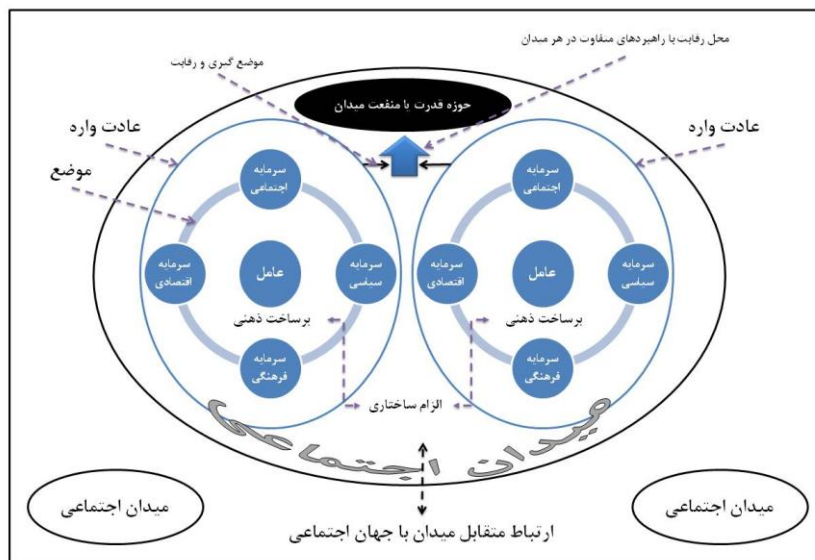 محل رقابت با راهبردهای متفاوت در هر میدان
موضع گیری و رقابت
حوزه قدرت یا منفعت میدان
عادت واره
عادت واره
موضع
سرمایه
اجتماعی
سرمایه
سیاسی
عامل
سرمایه
اقتصادی
برساخت ذهنی
سرمایه
فرهنگی
سرمایه
اجتماعی
سرمایه
سیاسی
عامل
سرمایه
اقتصادی
برساخت ذهنی
سرمایه
فرهنگی
الزام ساختاری
میدان اجتماعی
میدان اجتماعی
میدان اجتماعی
ارتباط متقابل میدان با جهان اجتماعی